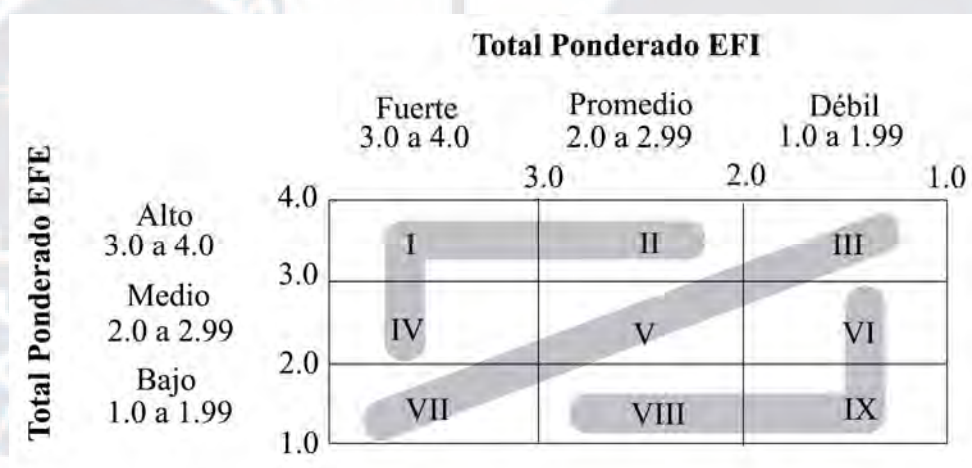 Total Ponderado EFI
Fuerte
3.0 a 4.0
Promedio
2.0 a 2.99
Débil
1.0 a 1.99
3.0
2.0
1.0
Total Ponderado EFE
4.0
Alto
3.0 a 4.0
I
II
III
3.0
Medio
2.0 a 2.99
IV
V
VI
2.0
Bajo
1.0 a 1.99
VII
VIII
IX
1.0